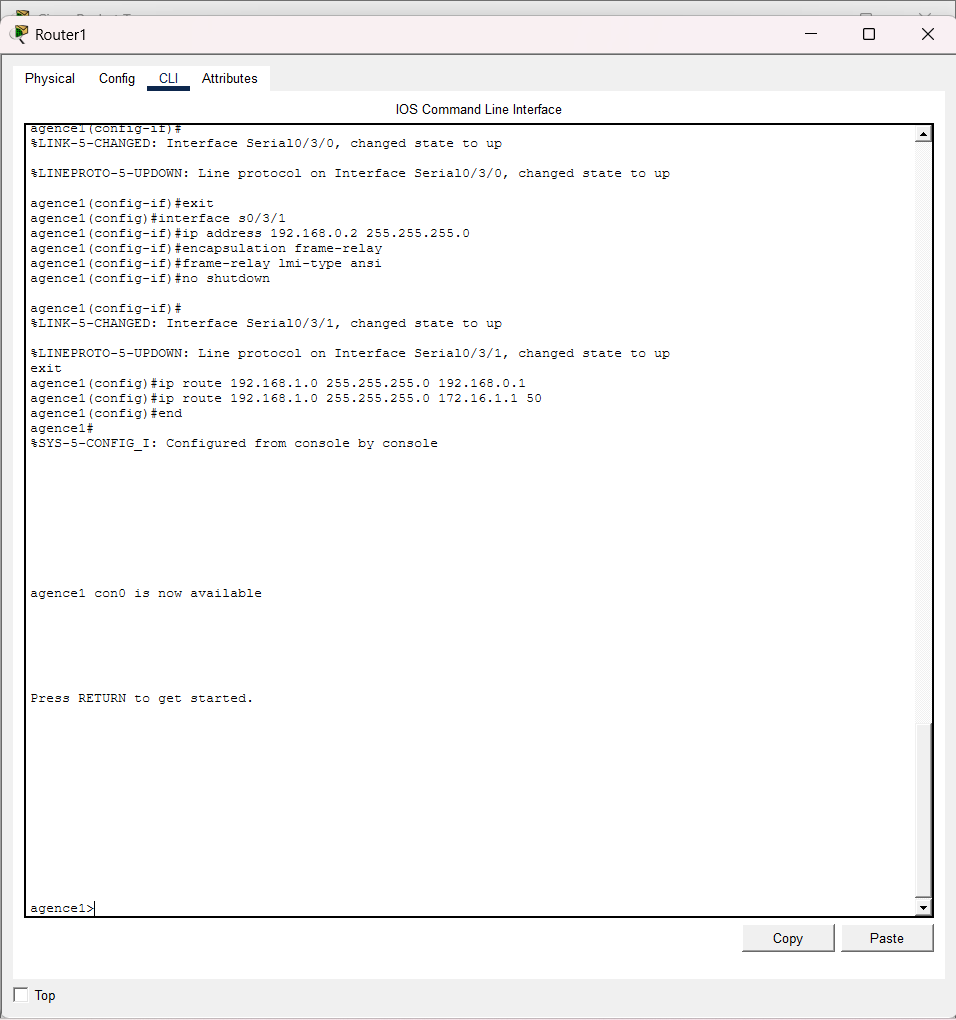 Router1
Physical Config CLI Attributes
IOS Command Line Interface
agence1(config-if)#
%LINK-5-CHANGED: Interface Serial0/3/0, changed state to up
%LINEPROTO-5-UPDOWN: Line protocol on Interface Serial0/3/0, changed state to up
agence1(config-if)#exit
agence1(config)#interface s0/3/1
agence1(config-if)#ip address 192.168.0.2 255.255.255.0
agence1(config-if)#encapsulation frame-relay
agence1(config-if)#frame-relay lmi-type ansi
agence1(config-if)#no shutdown
agence1(config-if)#
%LINK-5-CHANGED: Interface Serial0/3/1, changed state to up
%LINEPROTO-5-UPDOWN: Line protocol on Interface Serial0/3/1, changed state to up
exit
agence1(config)#ip route 192.168.1.0 255.255.255.0 192.168.0.1
agence1(config)#ip route 192.168.1.0 255.255.255.0 172.16.1.1 50
agence1(config)#end
agence1#
%SYS-5-CONFIG_I: Configured from console by console
agence1 con0 is now available
Press RETURN to get started.
agence1>
Copy Paste
Top